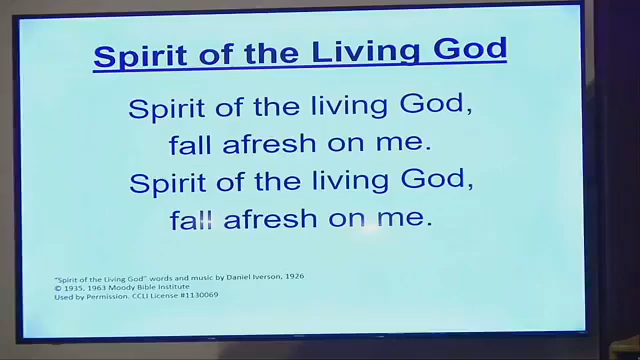 Spirit of the Living God
Spirit of the living God,
fall afresh on me.
Spirit of the living God,
fall afresh on me.
"Spirit of the Living God" words and music by Daniel Iverson, 1926
© 1935, 1963 Moody Bible Institute
Used by Permission. CCLI License #1130069